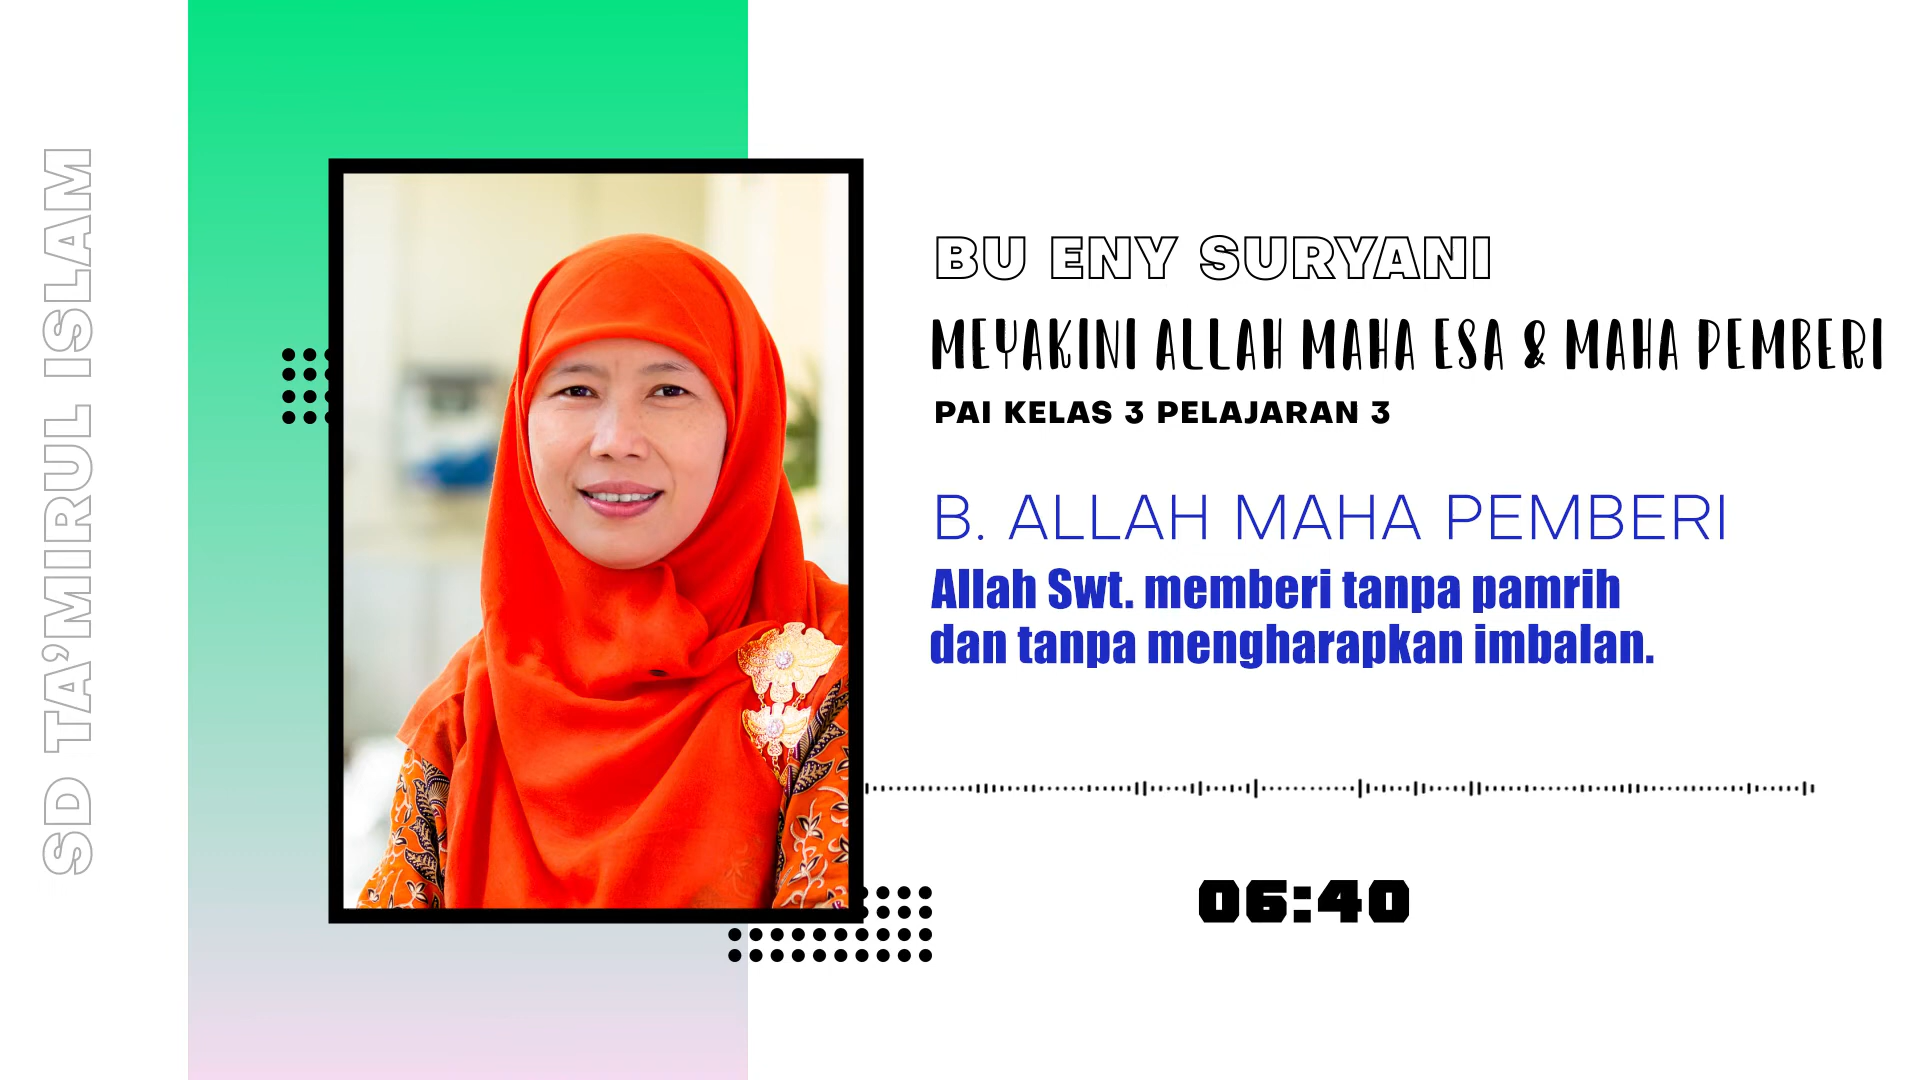 SD TA'MIRUL ISLAM
BU ENY SURYANI
MEYAKINI ALLAH MAHA ESA & MAHA PEMBERI
PAI KELAS 3 PELAJARAN 3
B. ALLAH MAHA PEMBERI
Allah Swt. memberi tanpa pamrih
dan tanpa mengharapkan imbalan.
06:40